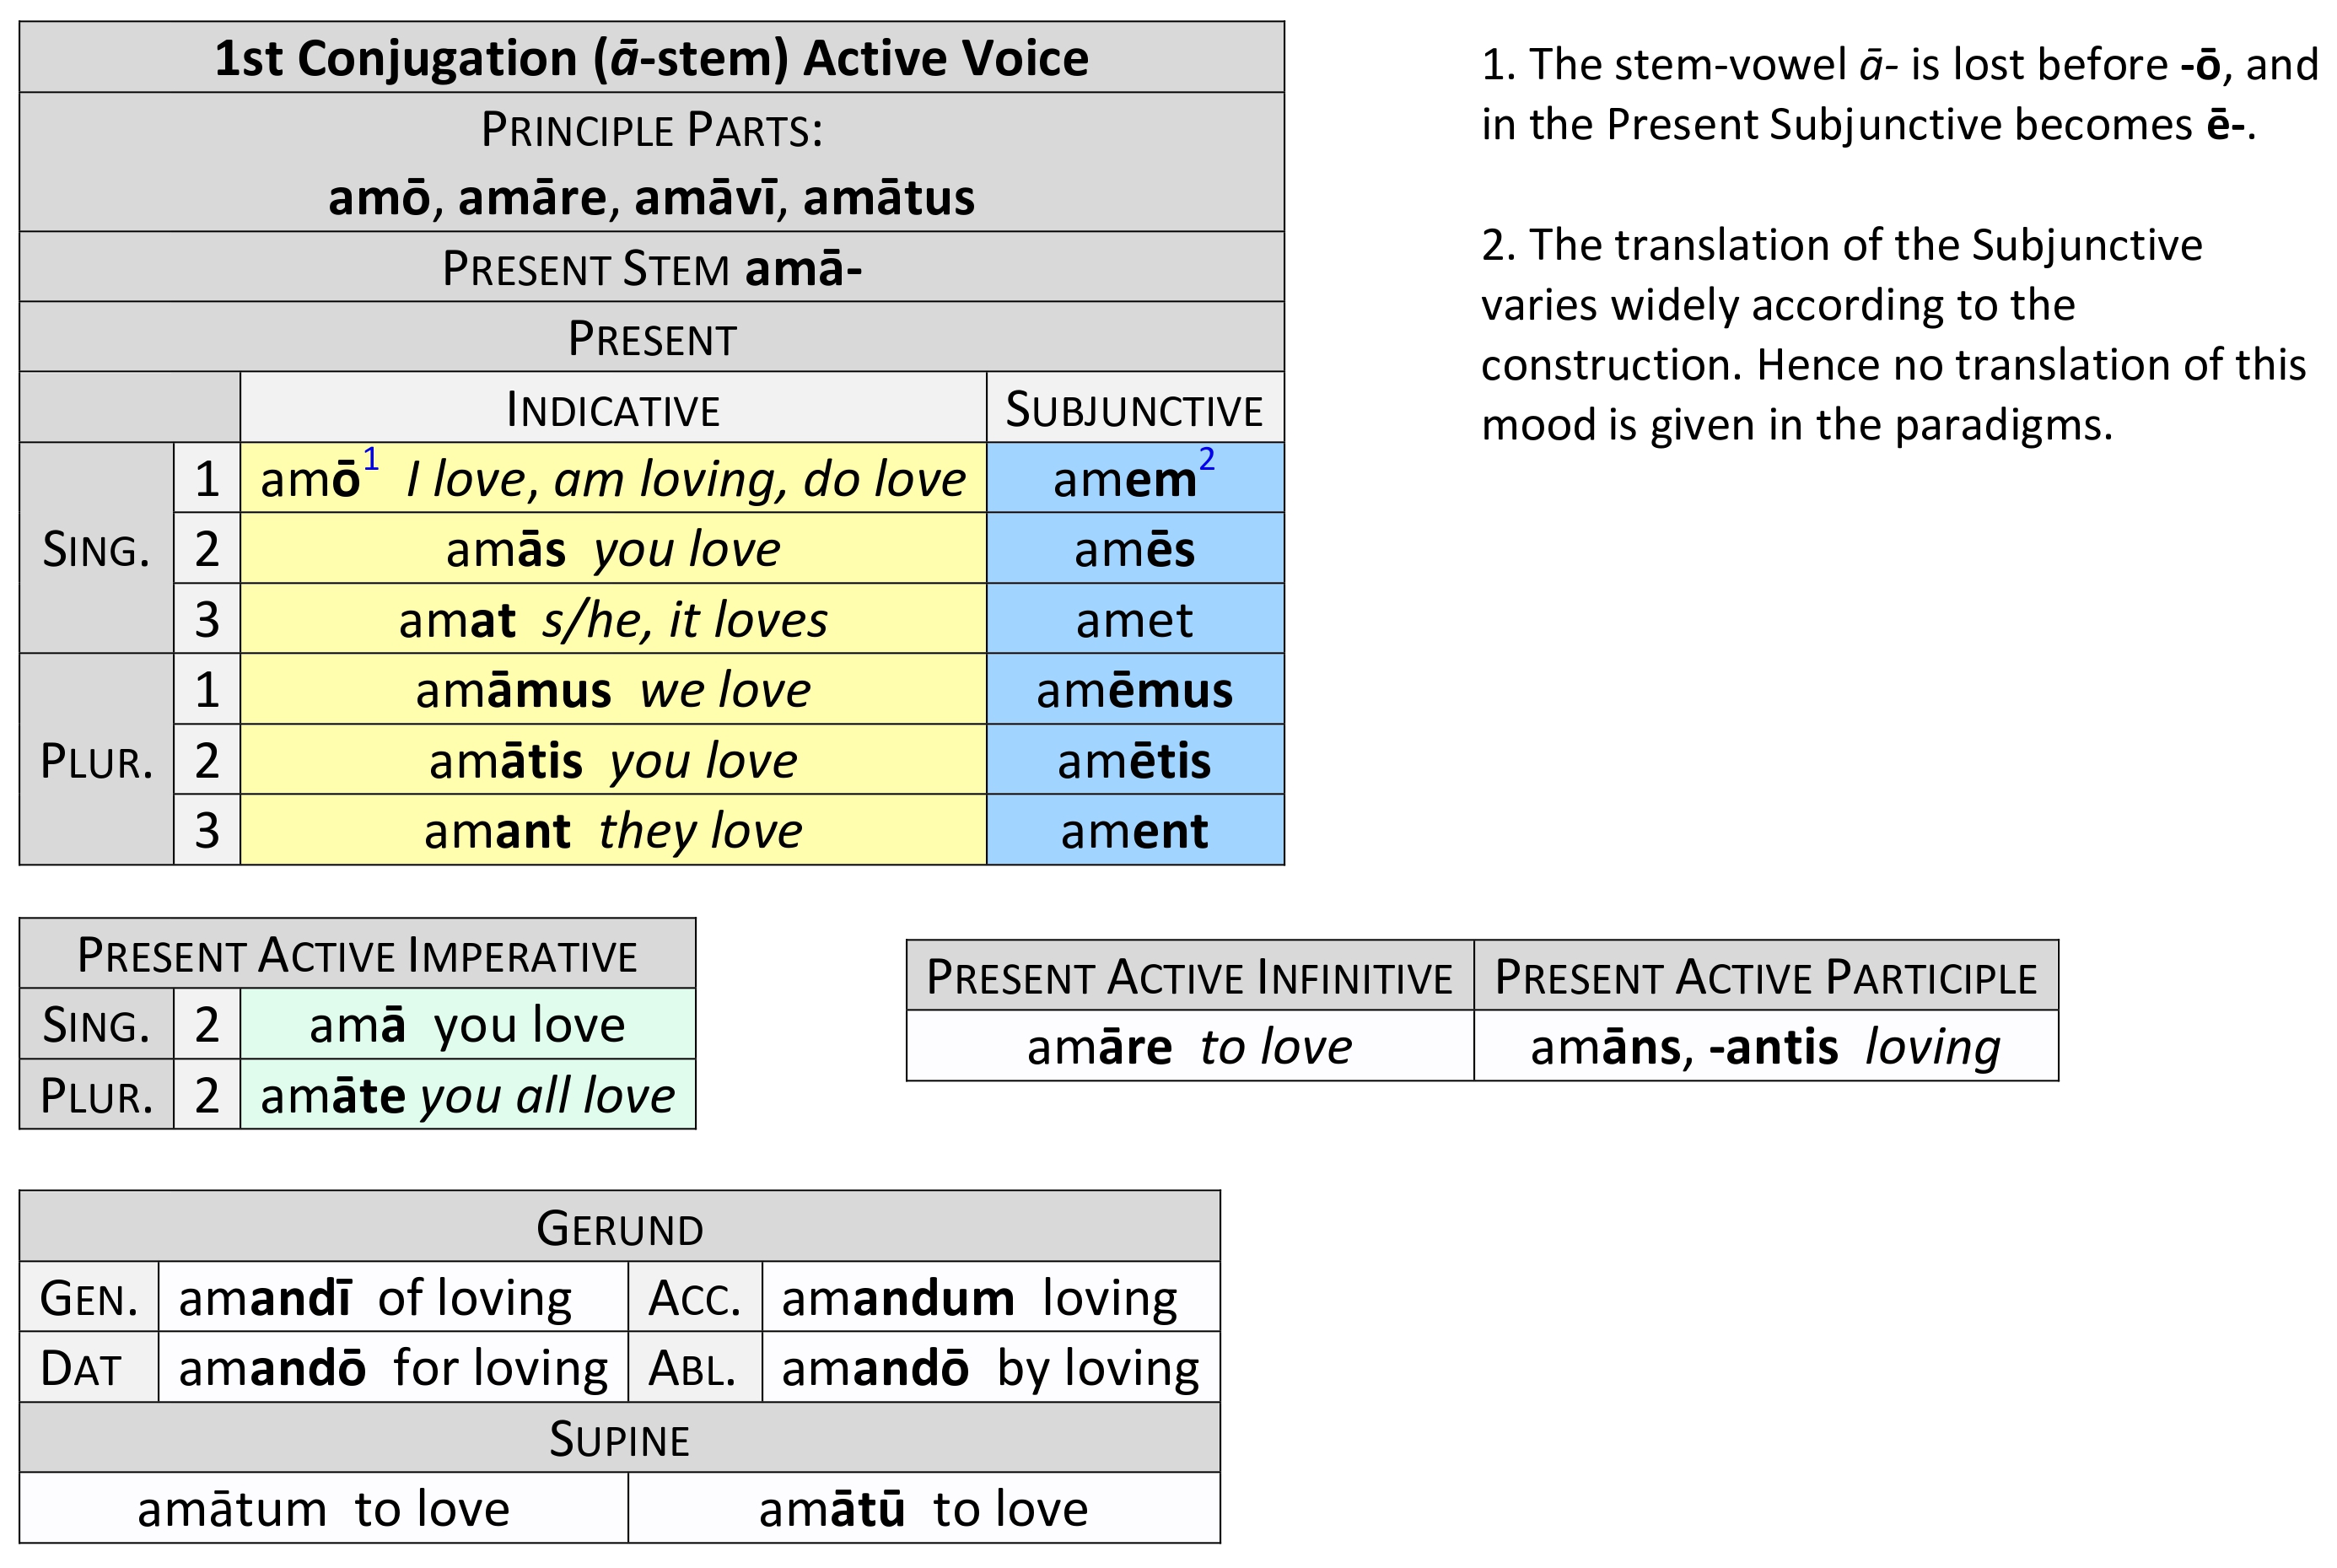 1st Conjugation (ā-stem) Active Voice
PRINCIPLE PARTS:
amō, amāre, amāvī, amātus
PRESENT STEM amā-
PRESENT
INDICATIVE SUBJUNCTIVE
SING. 1 amō1 I love, am loving, do love amem2
2 amās you love amēs
3 amat s/he, it loves amet
PLUR. 1 amāmus we love amēmus
2 amātis you love amētis
3 amant they love ament
1. The stem-vowel ā- is lost before -ō, and
in the Present Subjunctive becomes ē-.
2. The translation of the Subjunctive
varies widely according to the
construction. Hence no translation of this
mood is given in the paradigms.
PRESENT ACTIVE IMPERATIVE
SING. 2 amā you love
PLUR. 2 amāte you all love
PRESENT ACTIVE INFINITIVE PRESENT ACTIVE PARTICIPLE
amāre to love amāns, -antis loving
GERUND
GEN. amandī of loving ACC. amandum loving
DAT amandō for loving ABL. amandō by loving
SUPINE
amātum to love amātū to love